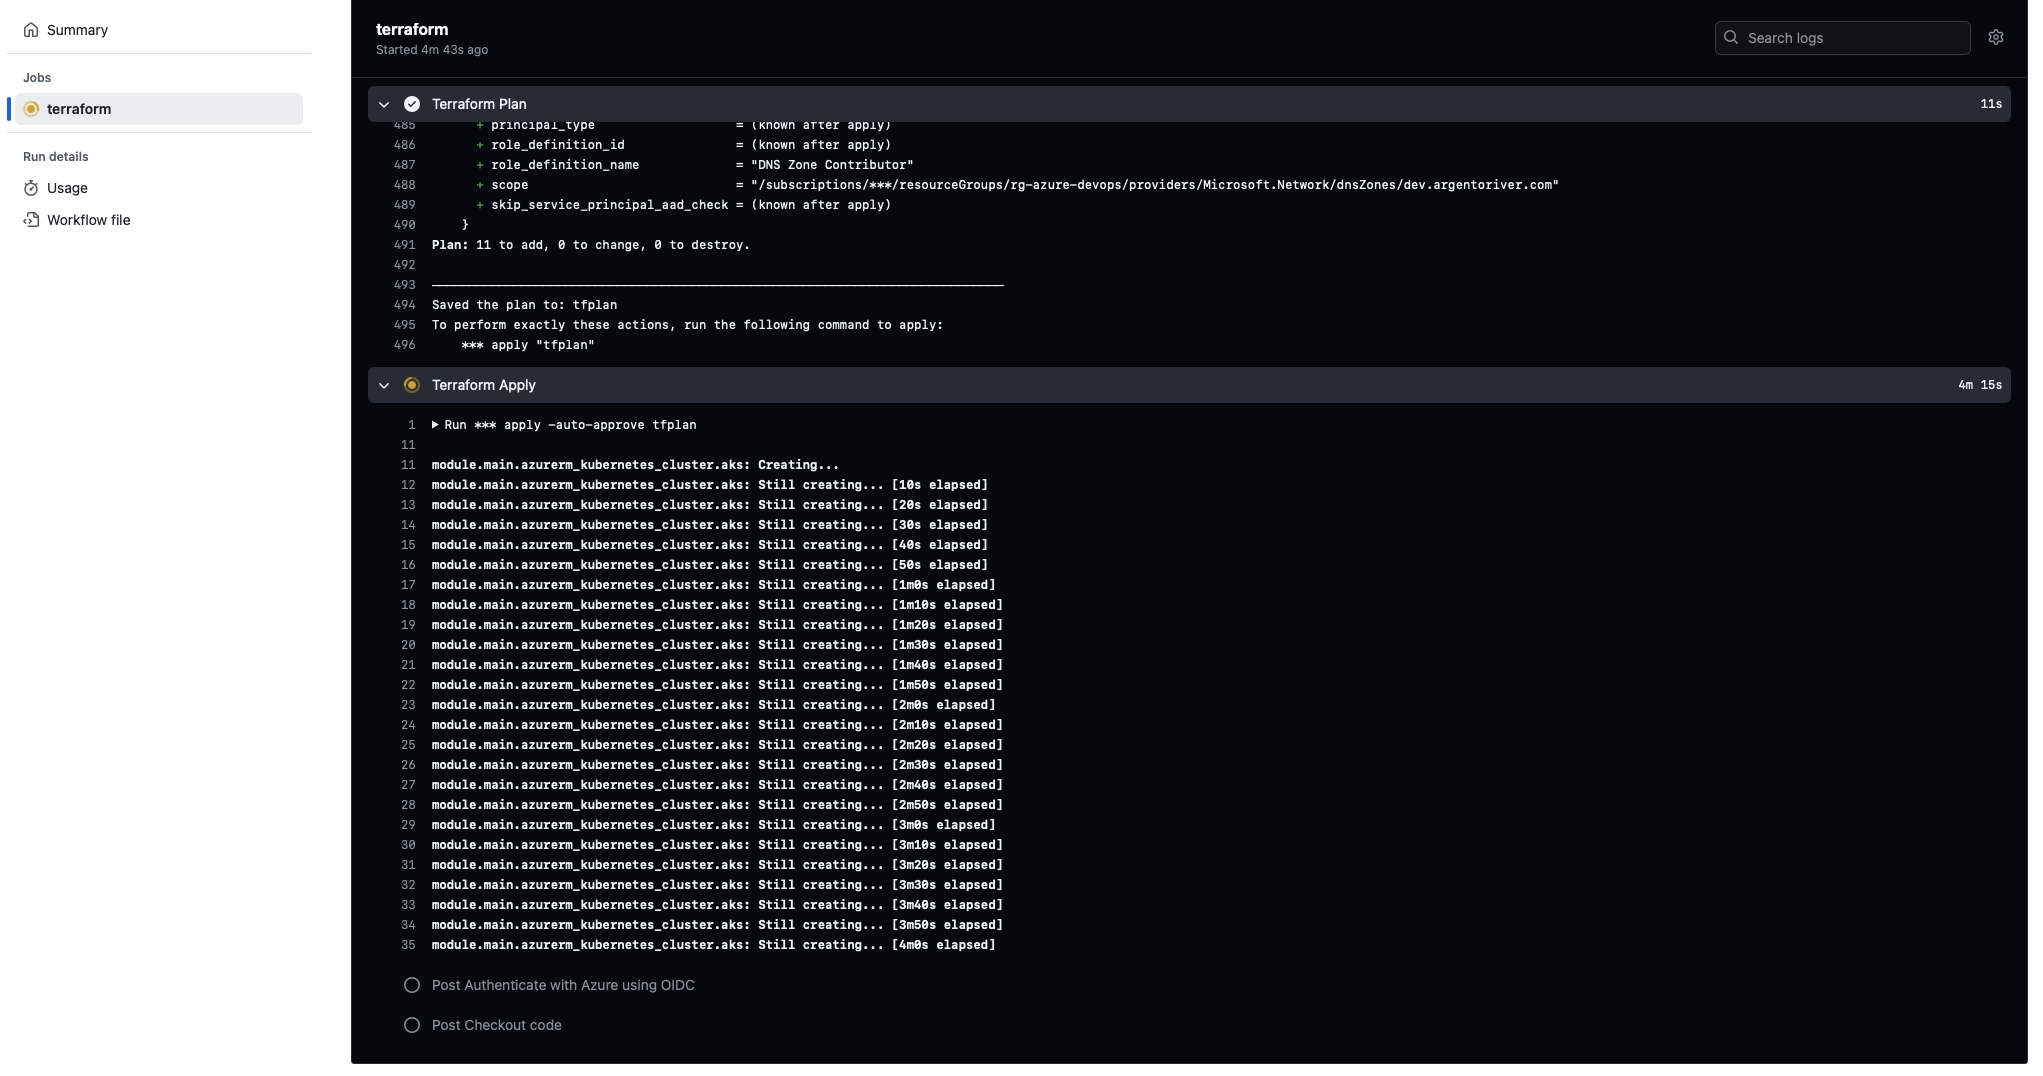 Summary
Jobs
terraform
Run details
Usage
Workflow file
terraform
Started 4m 43s ago
Search logs
Terraform Plan 11s
485 + principal_type = (known after apply)
486 + role_definition_id = (known after apply)
487 + role_definition_name = "DNS Zone Contributor"
488 + scope = "/subscriptions/***/resourceGroups/rg-azure-devops/providers/Microsoft.Network/dnsZones/dev.argentoriver.com"
489 + skip_service_principal_aad_check = (known after apply)
490 }
491 Plan: 11 to add, 0 to change, 0 to destroy.
492
493 ─────────────────────────────────────────────────────────────────────────────
494 Saved the plan to: tfplan
495 To perform exactly these actions, run the following command to apply:
496 *** apply "tfplan"
Terraform Apply 4m 15s
1 Run *** apply -auto-approve tfplan
11
11 module.main.azurerm_kubernetes_cluster.aks: Creating...
12 module.main.azurerm_kubernetes_cluster.aks: Still creating... [10s elapsed]
13 module.main.azurerm_kubernetes_cluster.aks: Still creating... [20s elapsed]
14 module.main.azurerm_kubernetes_cluster.aks: Still creating... [30s elapsed]
15 module.main.azurerm_kubernetes_cluster.aks: Still creating... [40s elapsed]
16 module.main.azurerm_kubernetes_cluster.aks: Still creating... [50s elapsed]
17 module.main.azurerm_kubernetes_cluster.aks: Still creating... [1m0s elapsed]
18 module.main.azurerm_kubernetes_cluster.aks: Still creating... [1m10s elapsed]
19 module.main.azurerm_kubernetes_cluster.aks: Still creating... [1m20s elapsed]
20 module.main.azurerm_kubernetes_cluster.aks: Still creating... [1m30s elapsed]
21 module.main.azurerm_kubernetes_cluster.aks: Still creating... [1m40s elapsed]
22 module.main.azurerm_kubernetes_cluster.aks: Still creating... [1m50s elapsed]
23 module.main.azurerm_kubernetes_cluster.aks: Still creating... [2m0s elapsed]
24 module.main.azurerm_kubernetes_cluster.aks: Still creating... [2m10s elapsed]
25 module.main.azurerm_kubernetes_cluster.aks: Still creating... [2m20s elapsed]
26 module.main.azurerm_kubernetes_cluster.aks: Still creating... [2m30s elapsed]
27 module.main.azurerm_kubernetes_cluster.aks: Still creating... [2m40s elapsed]
28 module.main.azurerm_kubernetes_cluster.aks: Still creating... [2m50s elapsed]
29 module.main.azurerm_kubernetes_cluster.aks: Still creating... [3m0s elapsed]
30 module.main.azurerm_kubernetes_cluster.aks: Still creating... [3m10s elapsed]
31 module.main.azurerm_kubernetes_cluster.aks: Still creating... [3m20s elapsed]
32 module.main.azurerm_kubernetes_cluster.aks: Still creating... [3m30s elapsed]
33 module.main.azurerm_kubernetes_cluster.aks: Still creating... [3m40s elapsed]
34 module.main.azurerm_kubernetes_cluster.aks: Still creating... [3m50s elapsed]
35 module.main.azurerm_kubernetes_cluster.aks: Still creating... [4m0s elapsed]
Post Authenticate with Azure using OIDC
Post Checkout code